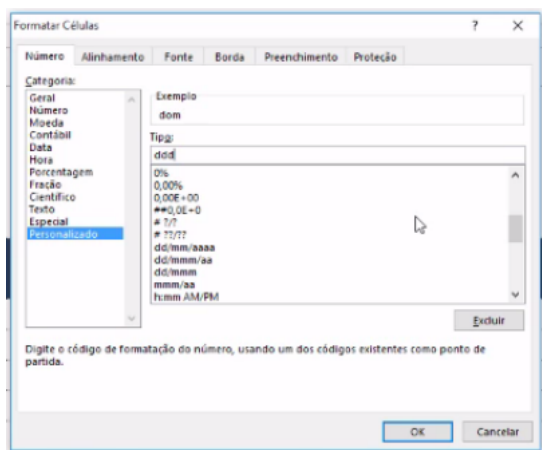 Formatar Células
? ×
Número Alinhamento Fonte Borda Preenchimento Proteção
Categoria:
Geral
Número
Moeda
Contábil
Data
Hora
Porcentagem
Fração
Científico
Texto
Especial
Personalizado
Exemplo
dom
Tipo:
ddd
0%
0,00%
0,00E+00
##0,0E+0
# ?/?
# ??/??
dd/mm/aaaa
dd/mmm/aa
dd/mmm
mmm/aa
h:mm AM/PM
Excluir
Digite o código de formatação do número, usando um dos códigos existentes como ponto de
partida.
OK Cancelar